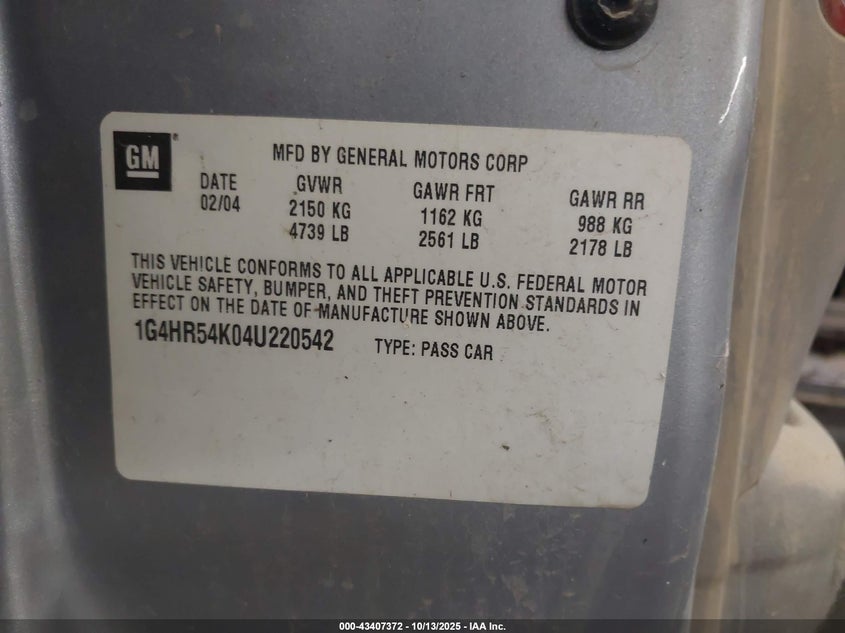 GM®
MFD BY GENERAL MOTORS CORP
DATE GVWR GAWR FRT GAWR RR
02/04 2150 KG 1162 KG 988 KG
4739 LB 2561 LB 2178 LB
THIS VEHICLE CONFORMS TO ALL APPLICABLE U.S. FEDERAL MOTOR
VEHICLE SAFETY, BUMPER, AND THEFT PREVENTION STANDARDS IN
EFFECT ON THE DATE OF MANUFACTURE SHOWN ABOVE.
1G4HR54K04U220542 TYPE: PASS CAR
000-43407372 | 10/13/2025 - IAA Inc.